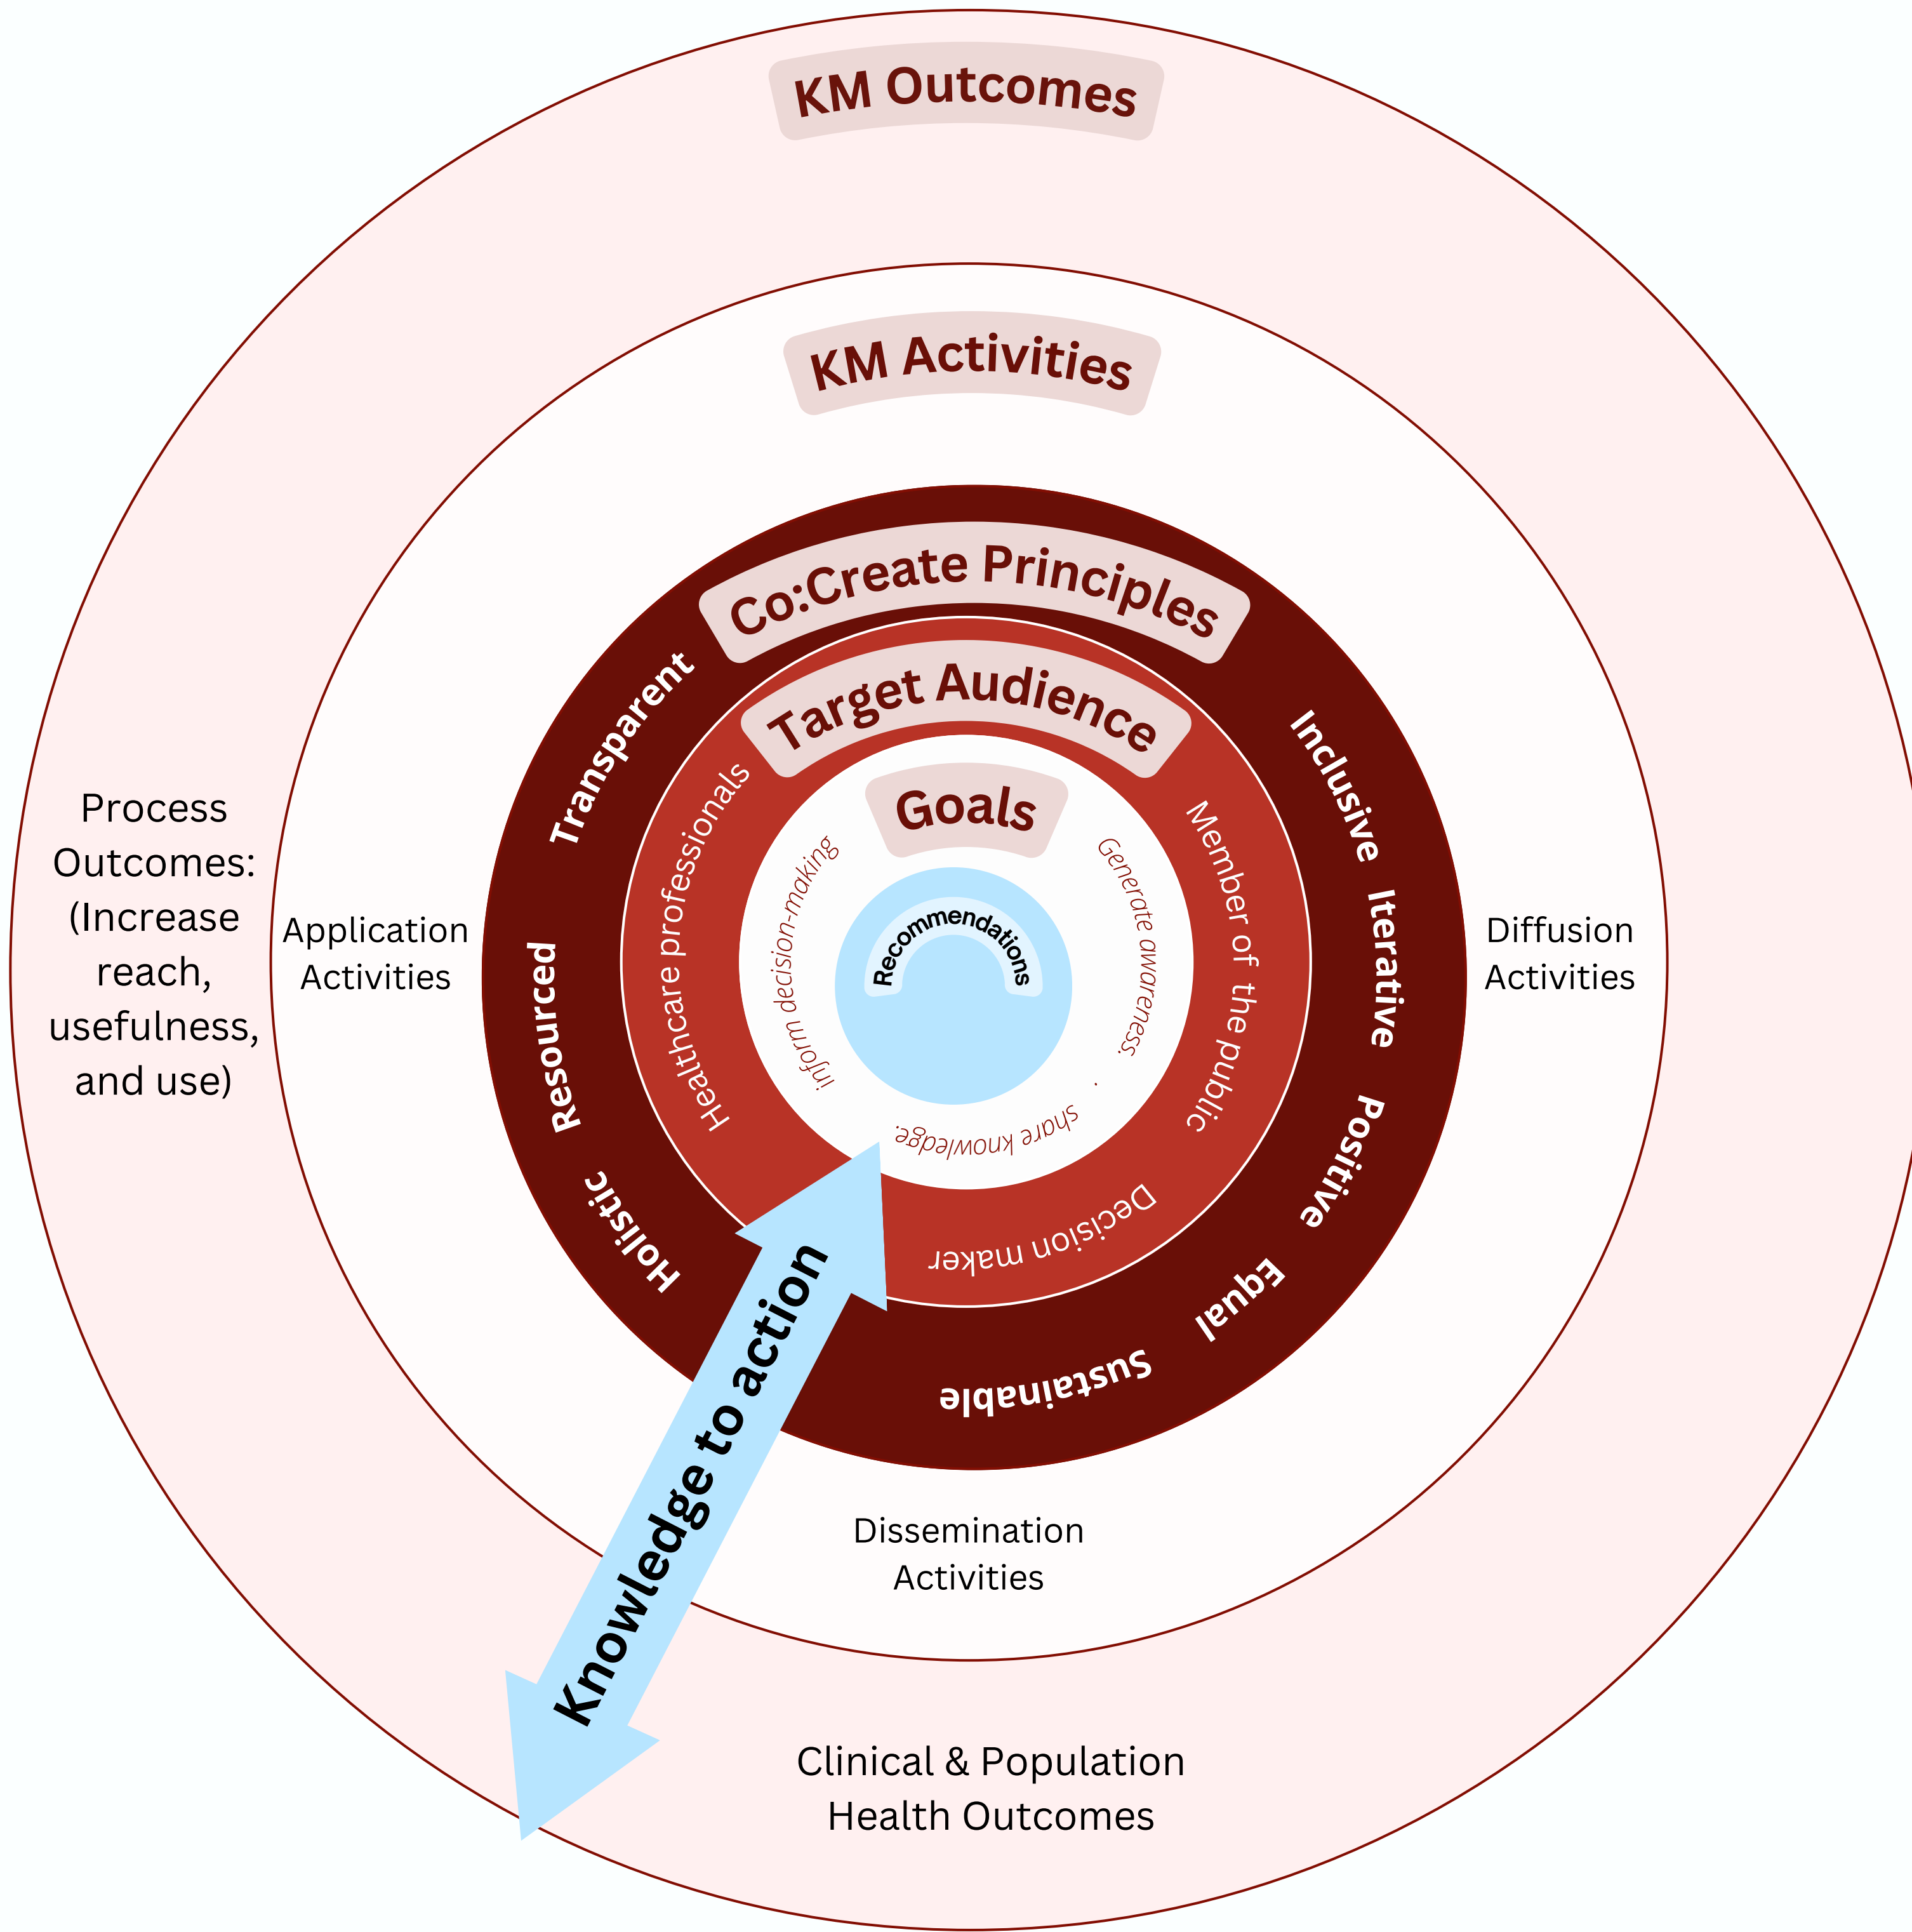 KM Outcomes
KM Activities
Co:Create Principles
Target Audience
Goals
Recommendations
Generate awareness.
.
share knowledge.
inform decision-making
Member of the public
Decision maker
Healthcare professionals
Inclusive
Iterative
Positive
Equal
Sustainable
Holistic
Resourced
Transparent
Diffusion
Activities
Dissemination
Activities
Application
Activities
Process
Outcomes:
(Increase
reach,
usefulness,
and use)
Clinical & Population
Health Outcomes
Knowledge to action